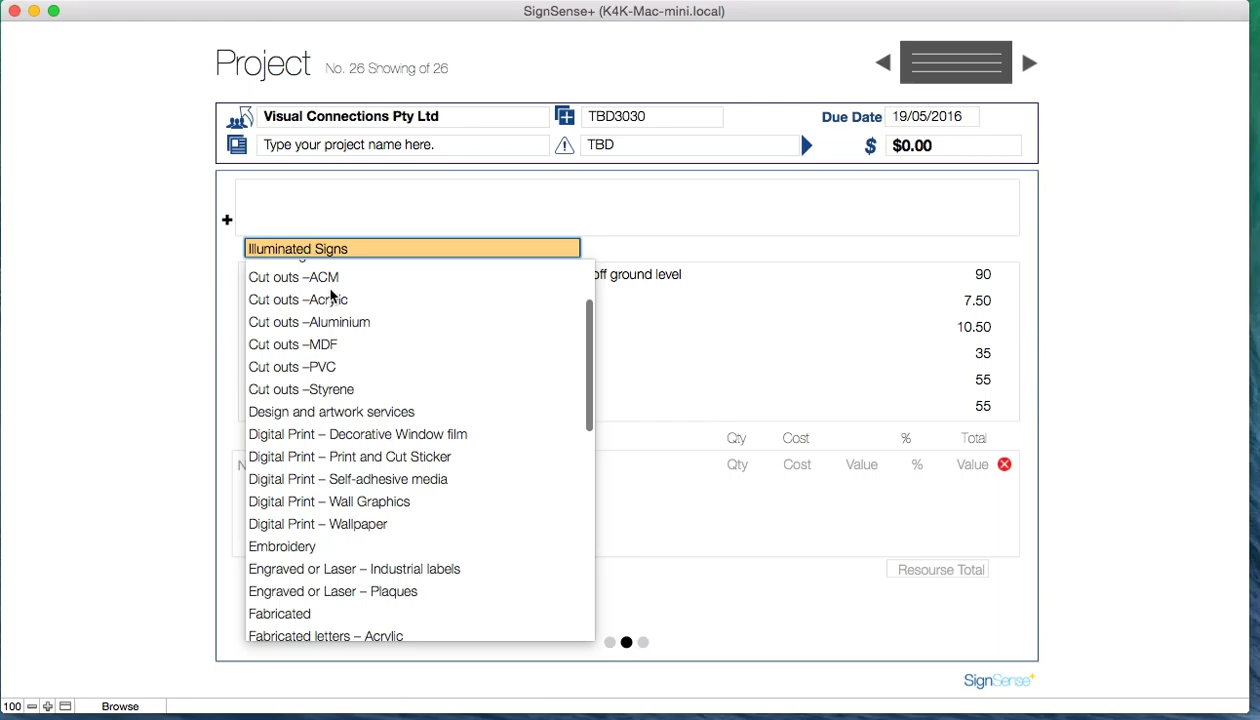 SignSense+ (K4K-Mac-mini.local)
Project No. 26 Showing of 26
Visual Connections Pty Ltd
TBD3030
Due Date 19/05/2016
Type your project name here.
TBD
$ $0.00
Illuminated Signs
Cut outs –ACM
off ground level
90
Cut outs –Acrylic
7.50
Cut outs –Aluminium
10.50
Cut outs –MDF
35
Cut outs –PVC
55
Cut outs –Styrene
55
Design and artwork services
Digital Print – Decorative Window film
Qty Cost % Total
Digital Print – Print and Cut Sticker
N
Qty Cost Value % Value
Digital Print – Self-adhesive media
Digital Print – Wall Graphics
Digital Print – Wallpaper
Embroidery
Engraved or Laser – Industrial labels
Resourse Total
Engraved or Laser – Plaques
Fabricated
Fabricated letters – Acrylic
SignSense+
100
Browse